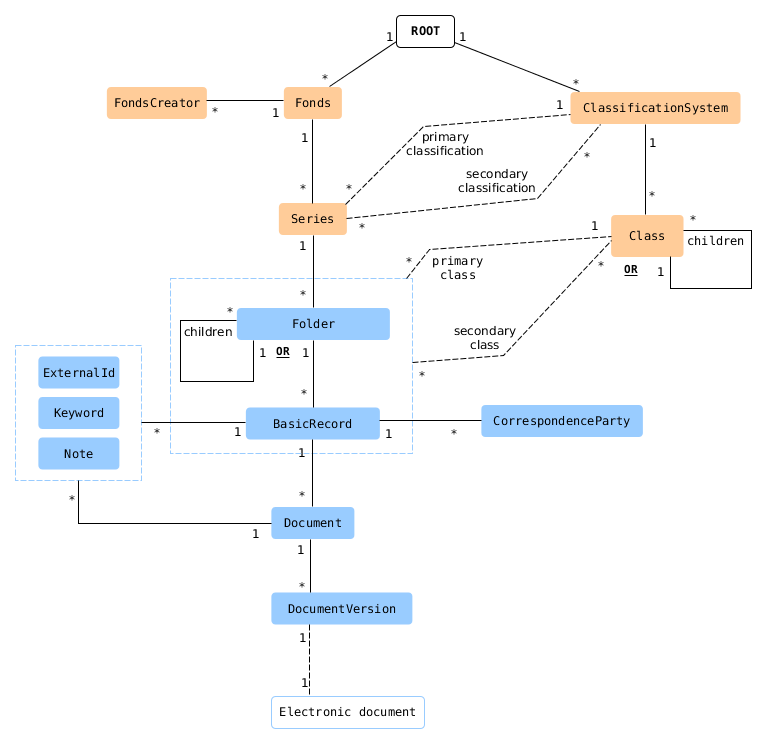 ROOT
1
1
*
*
FondsCreator
Fonds
ClassificationSystem
*
1
1
1
primary
classification
*
1
secondary
classification
*
*
*
*
Series
*
1
Class
*
children
1
*
primary
class
*
OR
1
*
Folder
*
children
1
OR
1
secondary
class
*
ExternalId
Keyword
Note
*
BasicRecord
CorrespondenceParty
*
1
1
*
1
*
*
Document
1
1
*
DocumentVersion
1
1
Electronic document